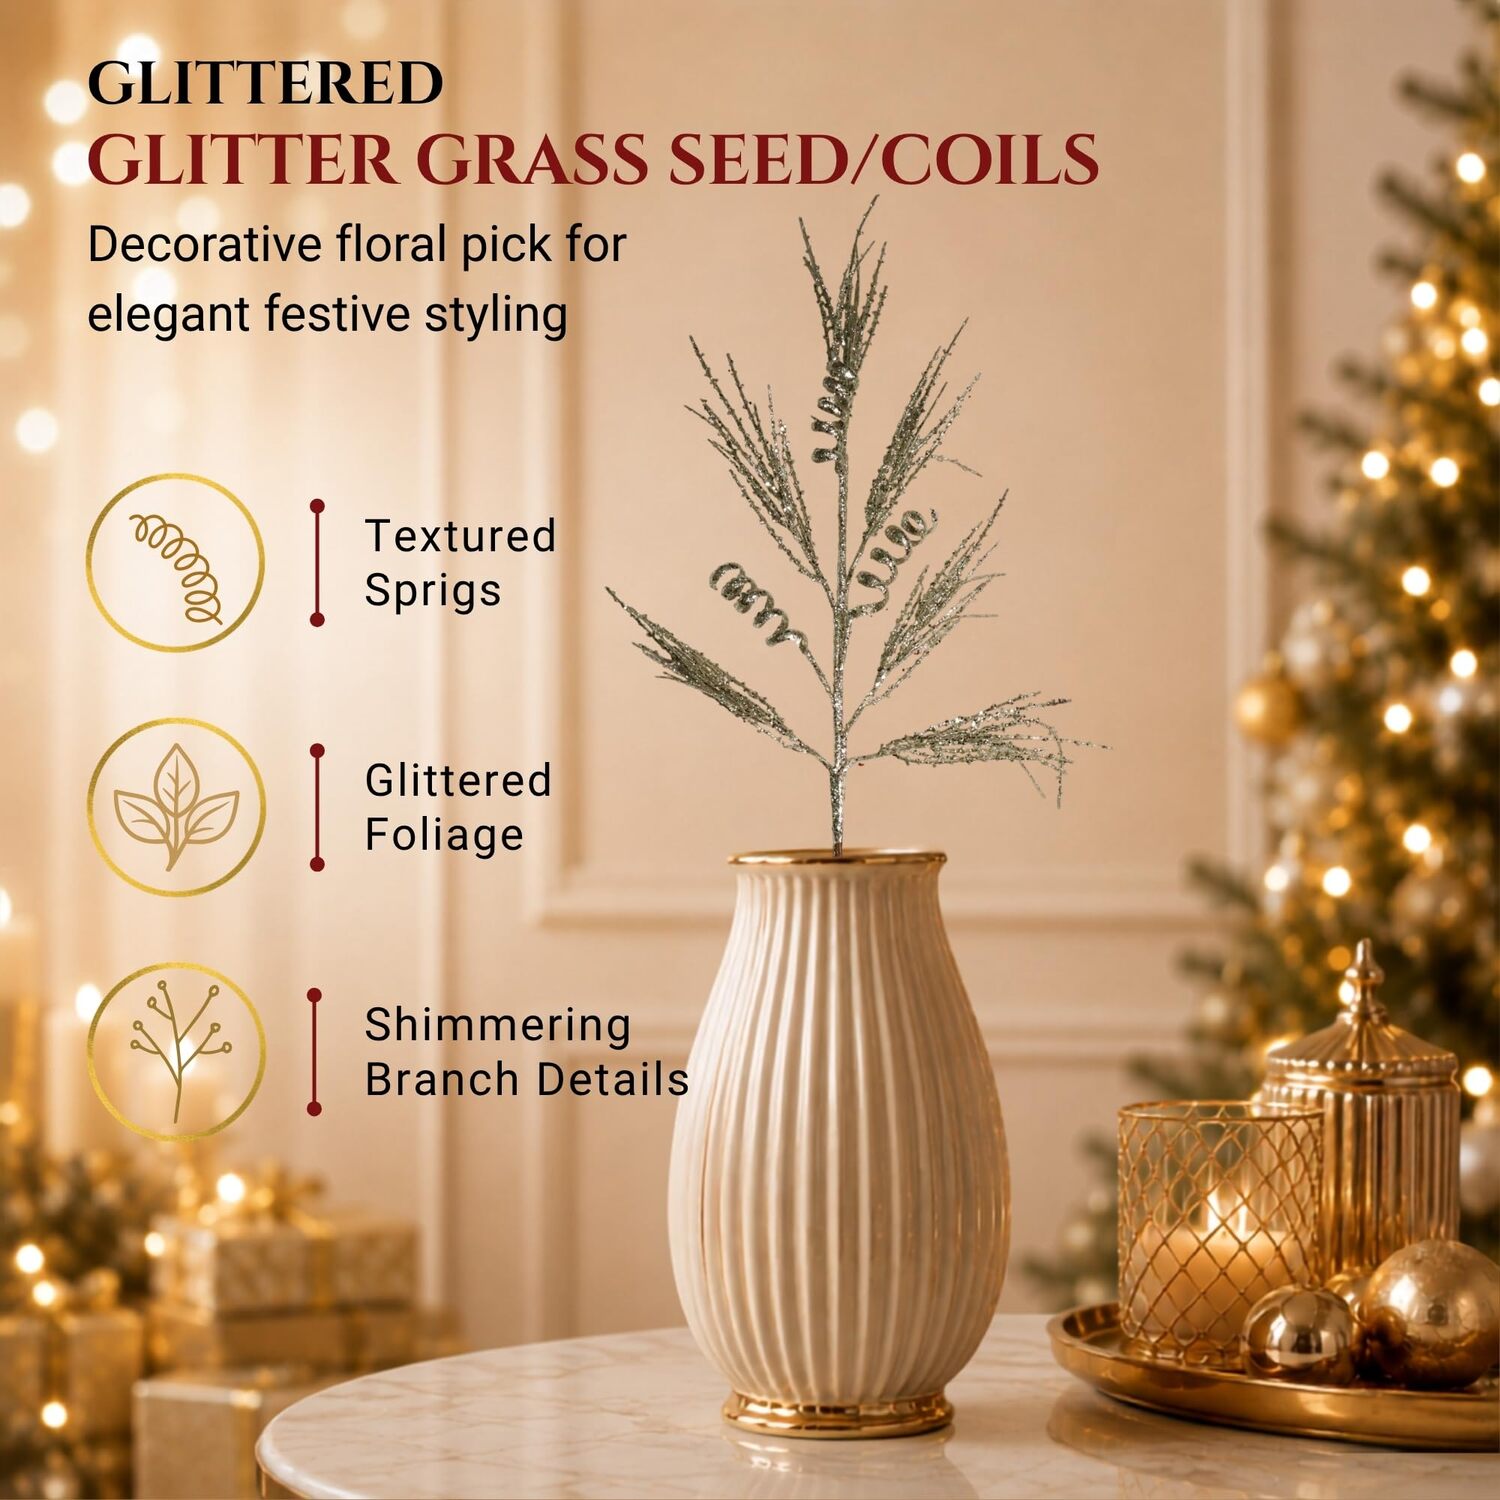 GLITTERED
GLITTER GRASS SEED/COILS
Decorative floral pick for
elegant festive styling
Textured
Sprigs
Glittered
Foliage
Shimmering
Branch Details